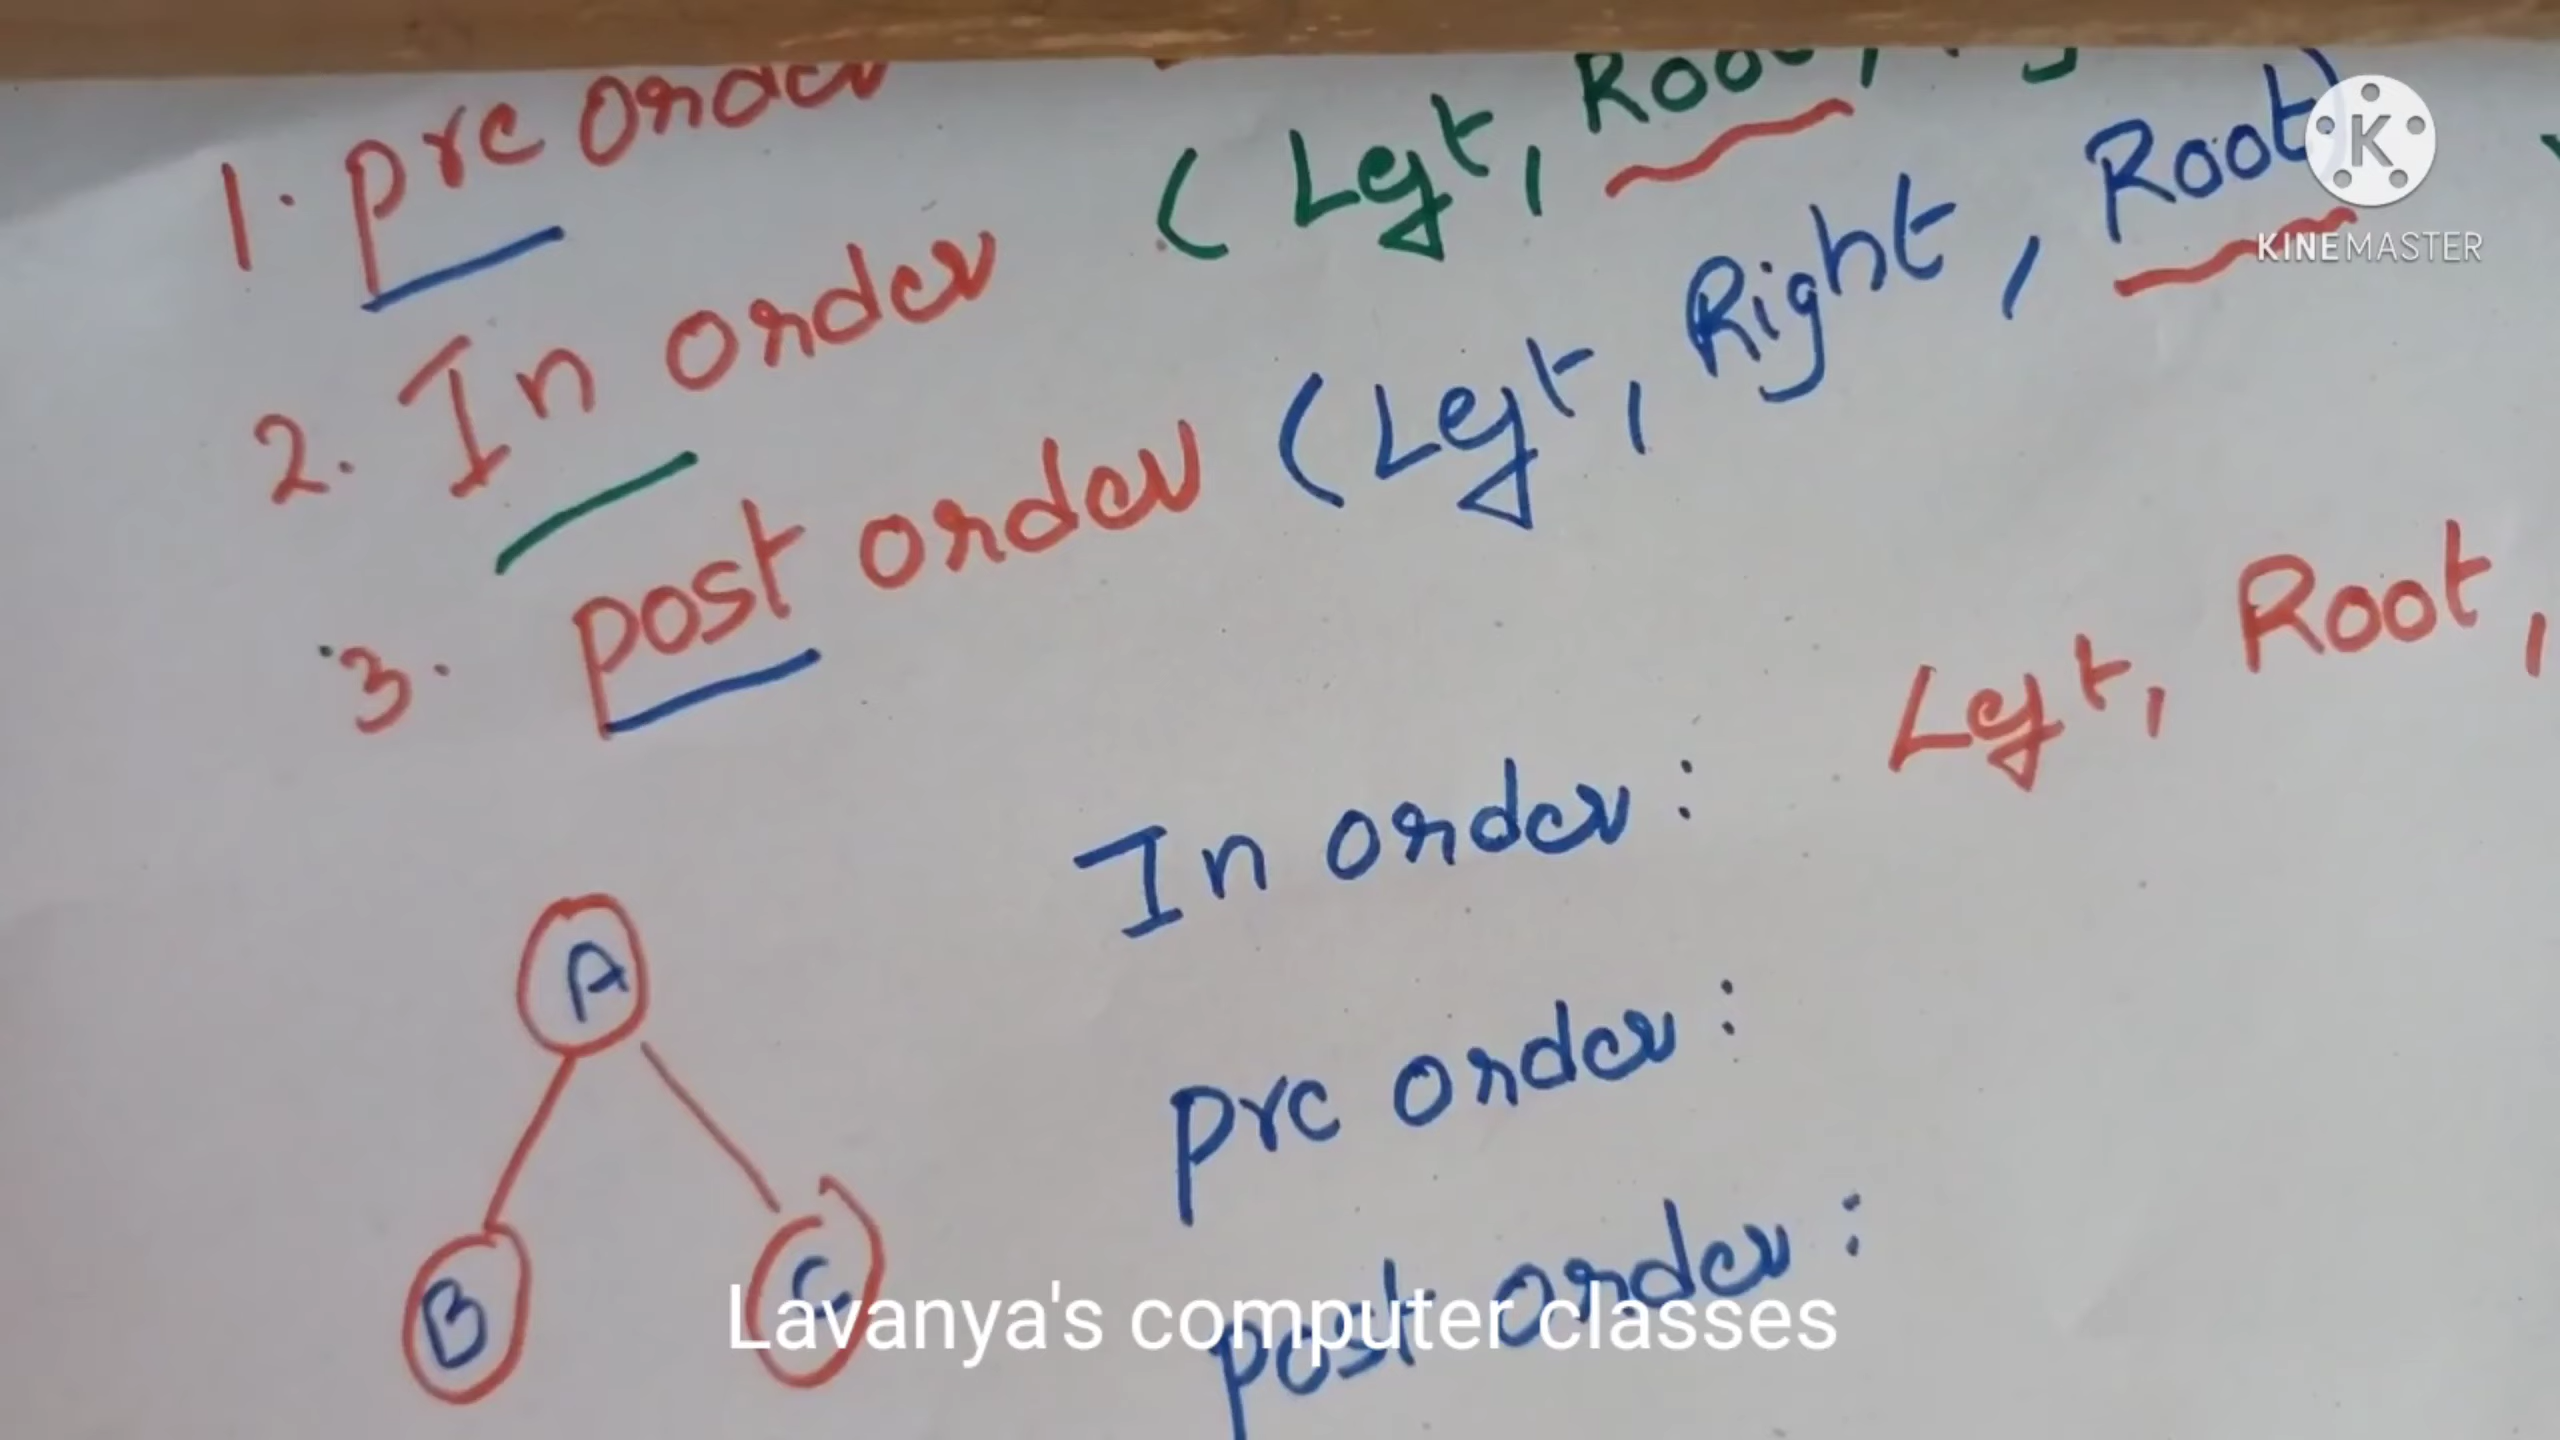 1. pre order
2. In order (Left, Root,
3. post order (Left, Right, Root)
Left, Root,
In order:
pre order:
post order:
A
B C
KINEMASTER
Lavanya's computer classes